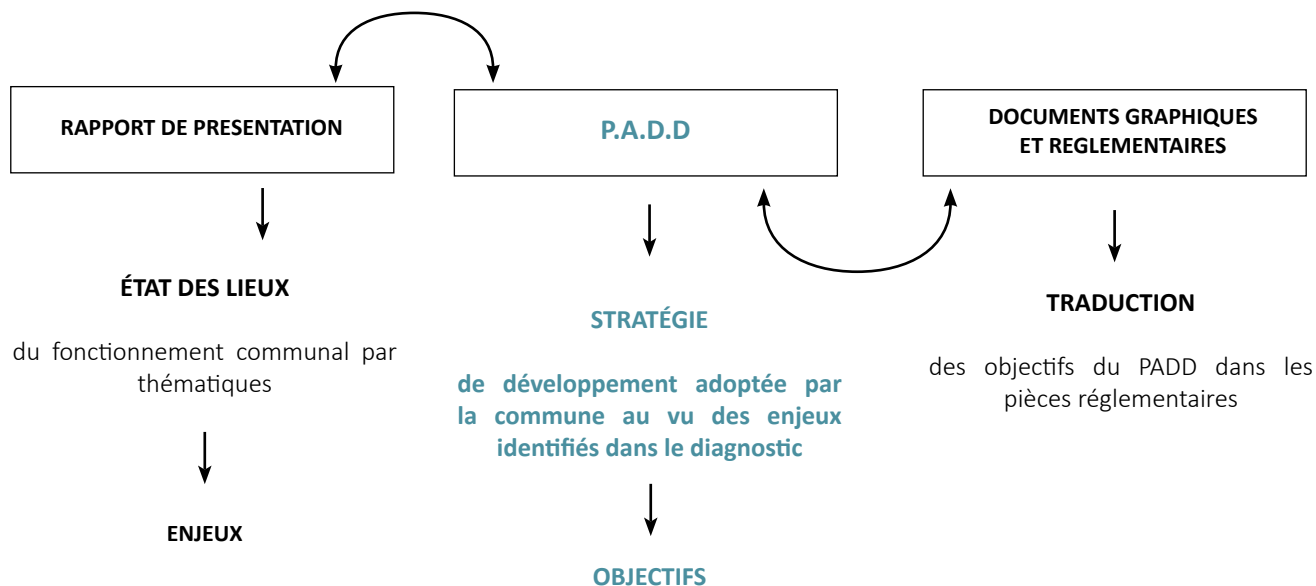 RAPPORT DE PRESENTATION
ÉTAT DES LIEUX
du fonctionnement communal par
thématiques
ENJEUX
P.A.D.D
STRATÉGIE
de développement adoptée par
la commune au vu des enjeux
identifiés dans le diagnostic
OBJECTIFS
DOCUMENTS GRAPHIQUES
ET REGLEMENTAIRES
TRADUCTION
des objectifs du PADD dans les
pièces réglementaires